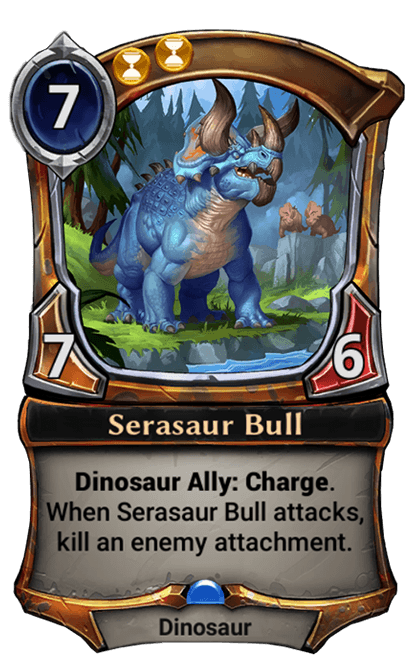 7
7
6
Serasaur Bull
Dinosaur Ally: Charge.
When Serasaur Bull attacks,
kill an enemy attachment.
Dinosaur